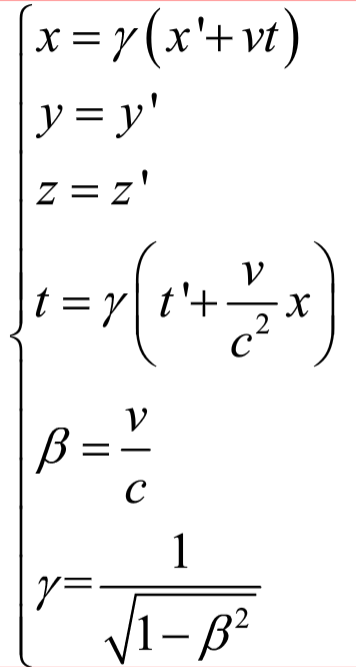 x = γ(x'+ vt)
y = y'
z = z'
t = γ(t'+ v/c² x)
β = v/c
γ= 1/√(1− β²)